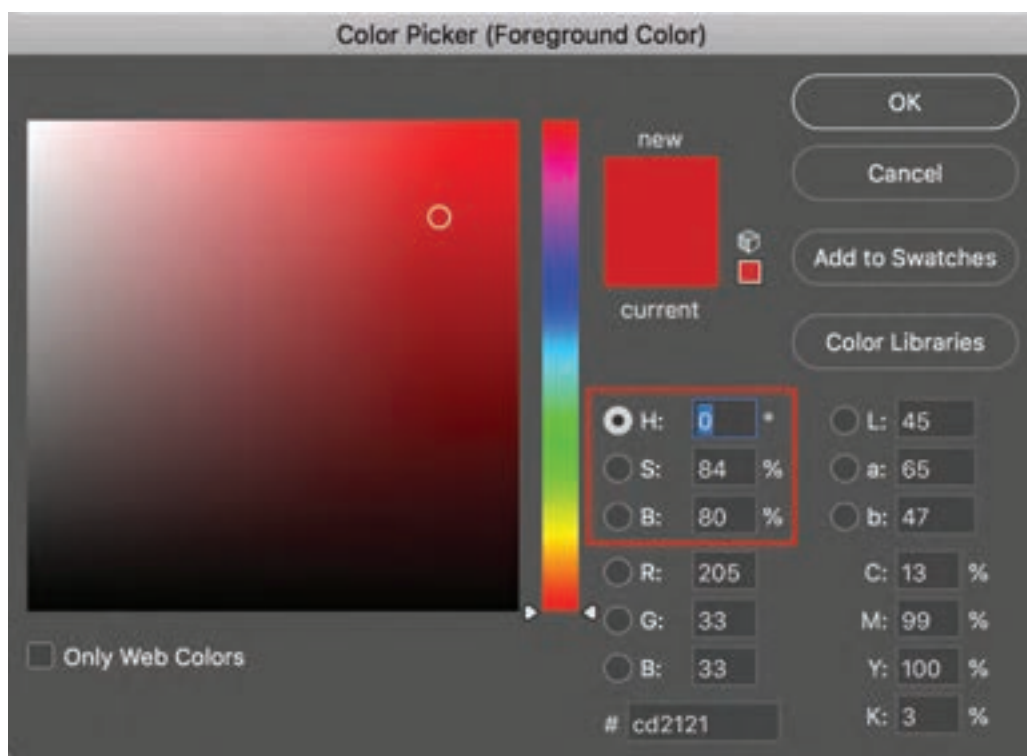 Color Picker (Foreground Color)
new
current
OK
Cancel
Add to Swatches
Color Libraries
H: 0 °
S: 84 %
B: 80 %
R: 205
G: 33
B: 33
# cd2121
L: 45
a: 65
b: 47
C: 13 %
M: 99 %
Y: 100 %
K: 3 %
Only Web Colors